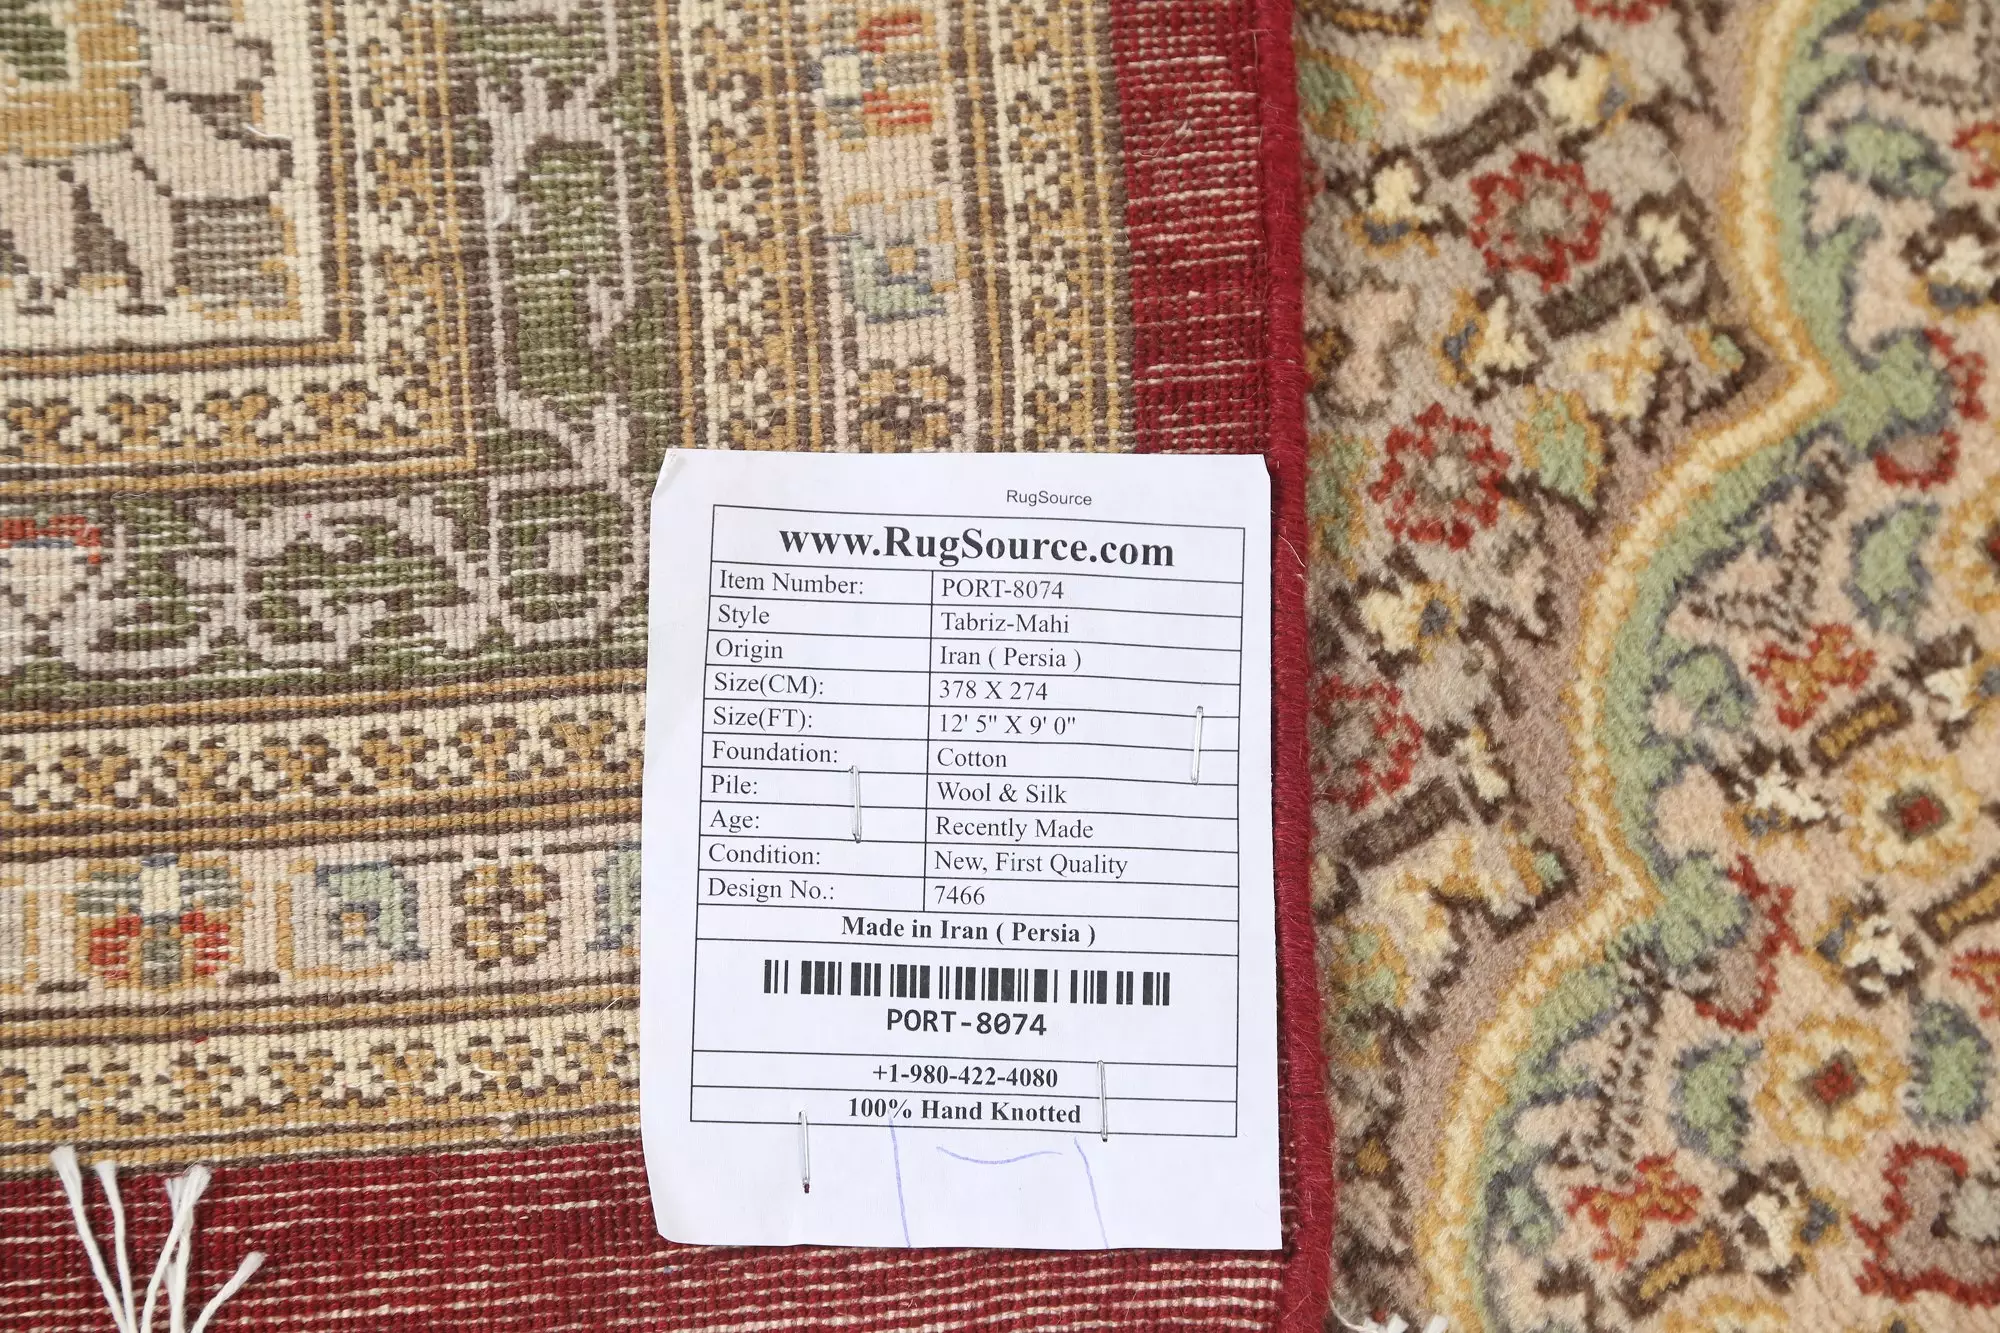 RugSource
www.RugSource.com
Item Number: PORT-8074
Style Tabriz-Mahi
Origin Iran ( Persia )
Size(CM): 378 X 274
Size(FT): 12' 5" X 9' 0"
Foundation: Cotton
Pile: Wool & Silk
Age: Recently Made
Condition: New, First Quality
Design No.: 7466
Made in Iran ( Persia )
PORT-8074
+1-980-422-4080
100% Hand Knotted